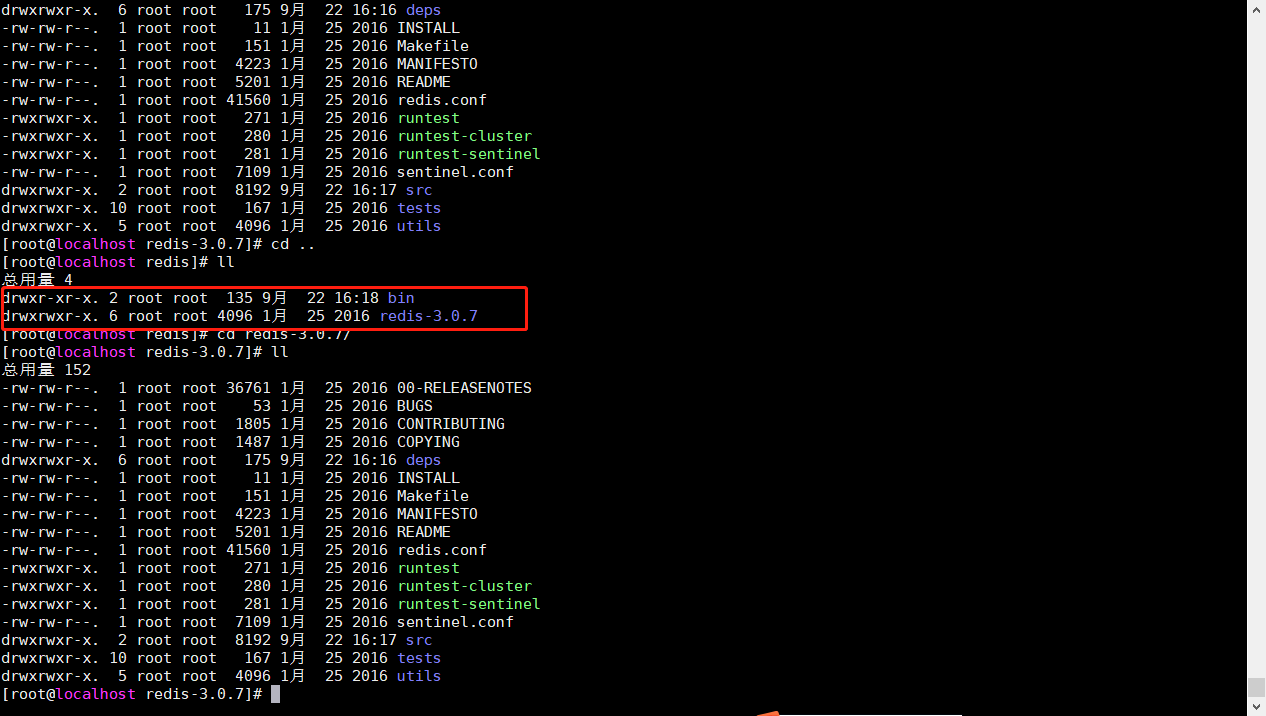 drwxrwxr-x.  6 root root   175 9月   22 16:16 deps
-rw-rw-r--.  1 root root    11 1月   25 2016 INSTALL
-rw-rw-r--.  1 root root   151 1月   25 2016 Makefile
-rw-rw-r--.  1 root root  4223 1月   25 2016 MANIFESTO
-rw-rw-r--.  1 root root  5201 1月   25 2016 README
-rw-rw-r--.  1 root root 41560 1月   25 2016 redis.conf
-rwxrwxr-x.  1 root root   271 1月   25 2016 runtest
-rwxrwxr-x.  1 root root   280 1月   25 2016 runtest-cluster
-rwxrwxr-x.  1 root root   281 1月   25 2016 runtest-sentinel
-rw-rw-r--.  1 root root  7109 1月   25 2016 sentinel.conf
drwxrwxr-x.  2 root root  8192 9月   22 16:17 src
drwxrwxr-x. 10 root root   167 1月   25 2016 tests
drwxrwxr-x.  5 root root  4096 1月   25 2016 utils
[root@localhost redis-3.0.7]# cd ..
[root@localhost redis]# ll
总用量 4
drwxr-xr-x. 2 root root  135 9月   22 16:18 bin
drwxrwxr-x. 6 root root 4096 1月   25 2016 redis-3.0.7
[root@localhost redis]# cd redis-3.0.7/
[root@localhost redis-3.0.7]# ll
总用量 152
-rw-rw-r--.  1 root root 36761 1月   25 2016 00-RELEASENOTES
-rw-rw-r--.  1 root root    53 1月   25 2016 BUGS
-rw-rw-r--.  1 root root  1805 1月   25 2016 CONTRIBUTING
-rw-rw-r--.  1 root root  1487 1月   25 2016 COPYING
drwxrwxr-x.  6 root root   175 9月   22 16:16 deps
-rw-rw-r--.  1 root root    11 1月   25 2016 INSTALL
-rw-rw-r--.  1 root root   151 1月   25 2016 Makefile
-rw-rw-r--.  1 root root  4223 1月   25 2016 MANIFESTO
-rw-rw-r--.  1 root root  5201 1月   25 2016 README
-rw-rw-r--.  1 root root 41560 1月   25 2016 redis.conf
-rwxrwxr-x.  1 root root   271 1月   25 2016 runtest
-rwxrwxr-x.  1 root root   280 1月   25 2016 runtest-cluster
-rwxrwxr-x.  1 root root   281 1月   25 2016 runtest-sentinel
-rw-rw-r--.  1 root root  7109 1月   25 2016 sentinel.conf
drwxrwxr-x.  2 root root  8192 9月   22 16:17 src
drwxrwxr-x. 10 root root   167 1月   25 2016 tests
drwxrwxr-x.  5 root root  4096 1月   25 2016 utils
[root@localhost redis-3.0.7]#